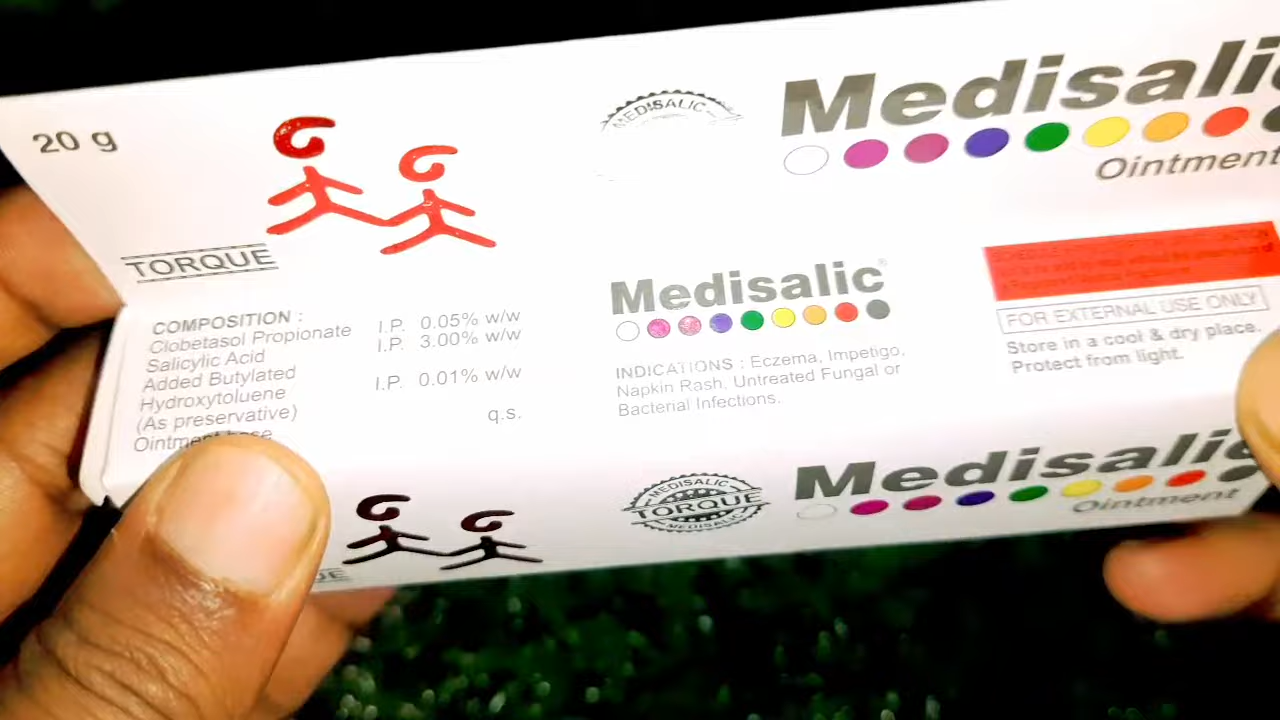 20 g
TORQUE
MEDISALIC
Medisalic
Ointment
COMPOSITION :
Clobetasol Propionate I.P. 0.05% w/w
Salicylic Acid I.P. 3.00% w/w
Added Butylated
Hydroxytoluene I.P. 0.01% w/w
(As preservative)
Ointment base q.s.
Medisalic®
INDICATIONS : Eczema, Impetigo,
Napkin Rash, Untreated Fungal or
Bacterial Infections.
FOR EXTERNAL USE ONLY
Store in a cool & dry place.
Protect from light.
MEDISALIC
TORQUE
MEDISALIC
Medisalic
Ointment